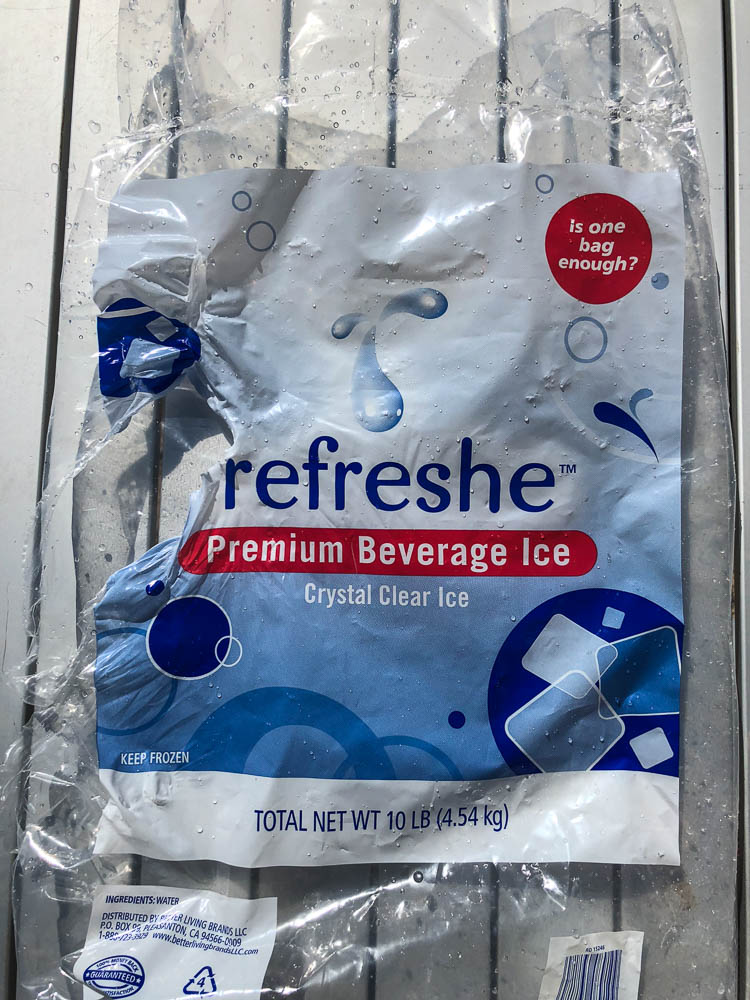 is one
bag
enough?
refreshe™
Premium Beverage Ice
Crystal Clear Ice
KEEP FROZEN
TOTAL NET WT 10 LB (4.54 kg)
INGREDIENTS: WATER
DISTRIBUTED BY BETTER LIVING BRANDS LLC
P.O. BOX 99, PLEASANTON, CA 94566-0009
www.betterlivingbrandsLLC.com
GUARANTEED
SATISFACTION
4